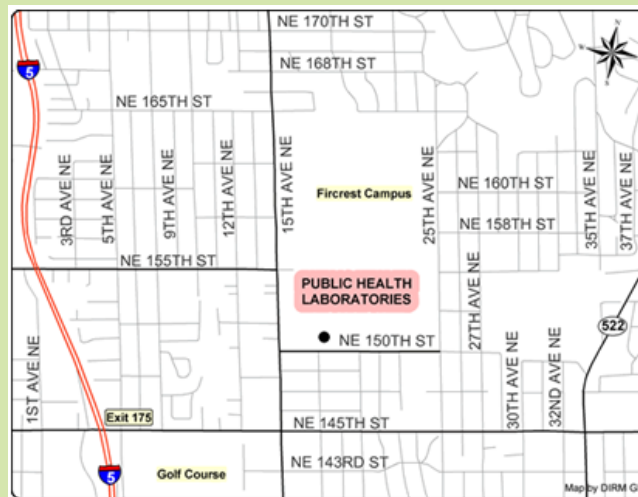 NE 170TH ST
5
NE 168TH ST
NE 165TH ST
3RD AVE NE
5TH AVE NE
9TH AVE NE
12TH AVE NE
15TH AVE NE
Fircrest Campus
25TH AVE NE
NE 160TH ST
35TH AVE NE
37TH AVE NE
NE 158TH ST
NE 155TH ST
PUBLIC HEALTH
LABORATORIES
27TH AVE NE
522
NE 150TH ST
1ST AVE NE
30TH AVE NE
32ND AVE NE
Exit 175
NE 145TH ST
NE 143RD ST
Golf Course
5
Map by DIRM G